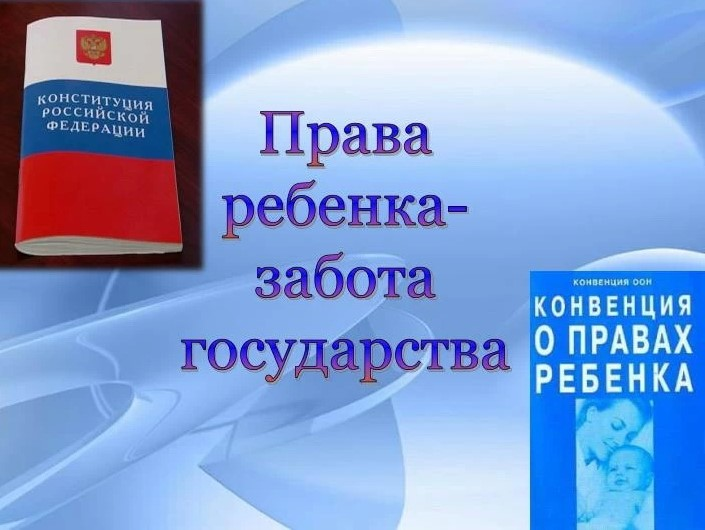 КОНСТИТУЦИЯ
РОССИЙСКОЙ
ФЕДЕРАЦИИ
Права
ребенка-
забота
государства
КОНВЕНЦИЯ ООН
КОНВЕНЦИЯ
О ПРАВАХ
РЕБЕНКА